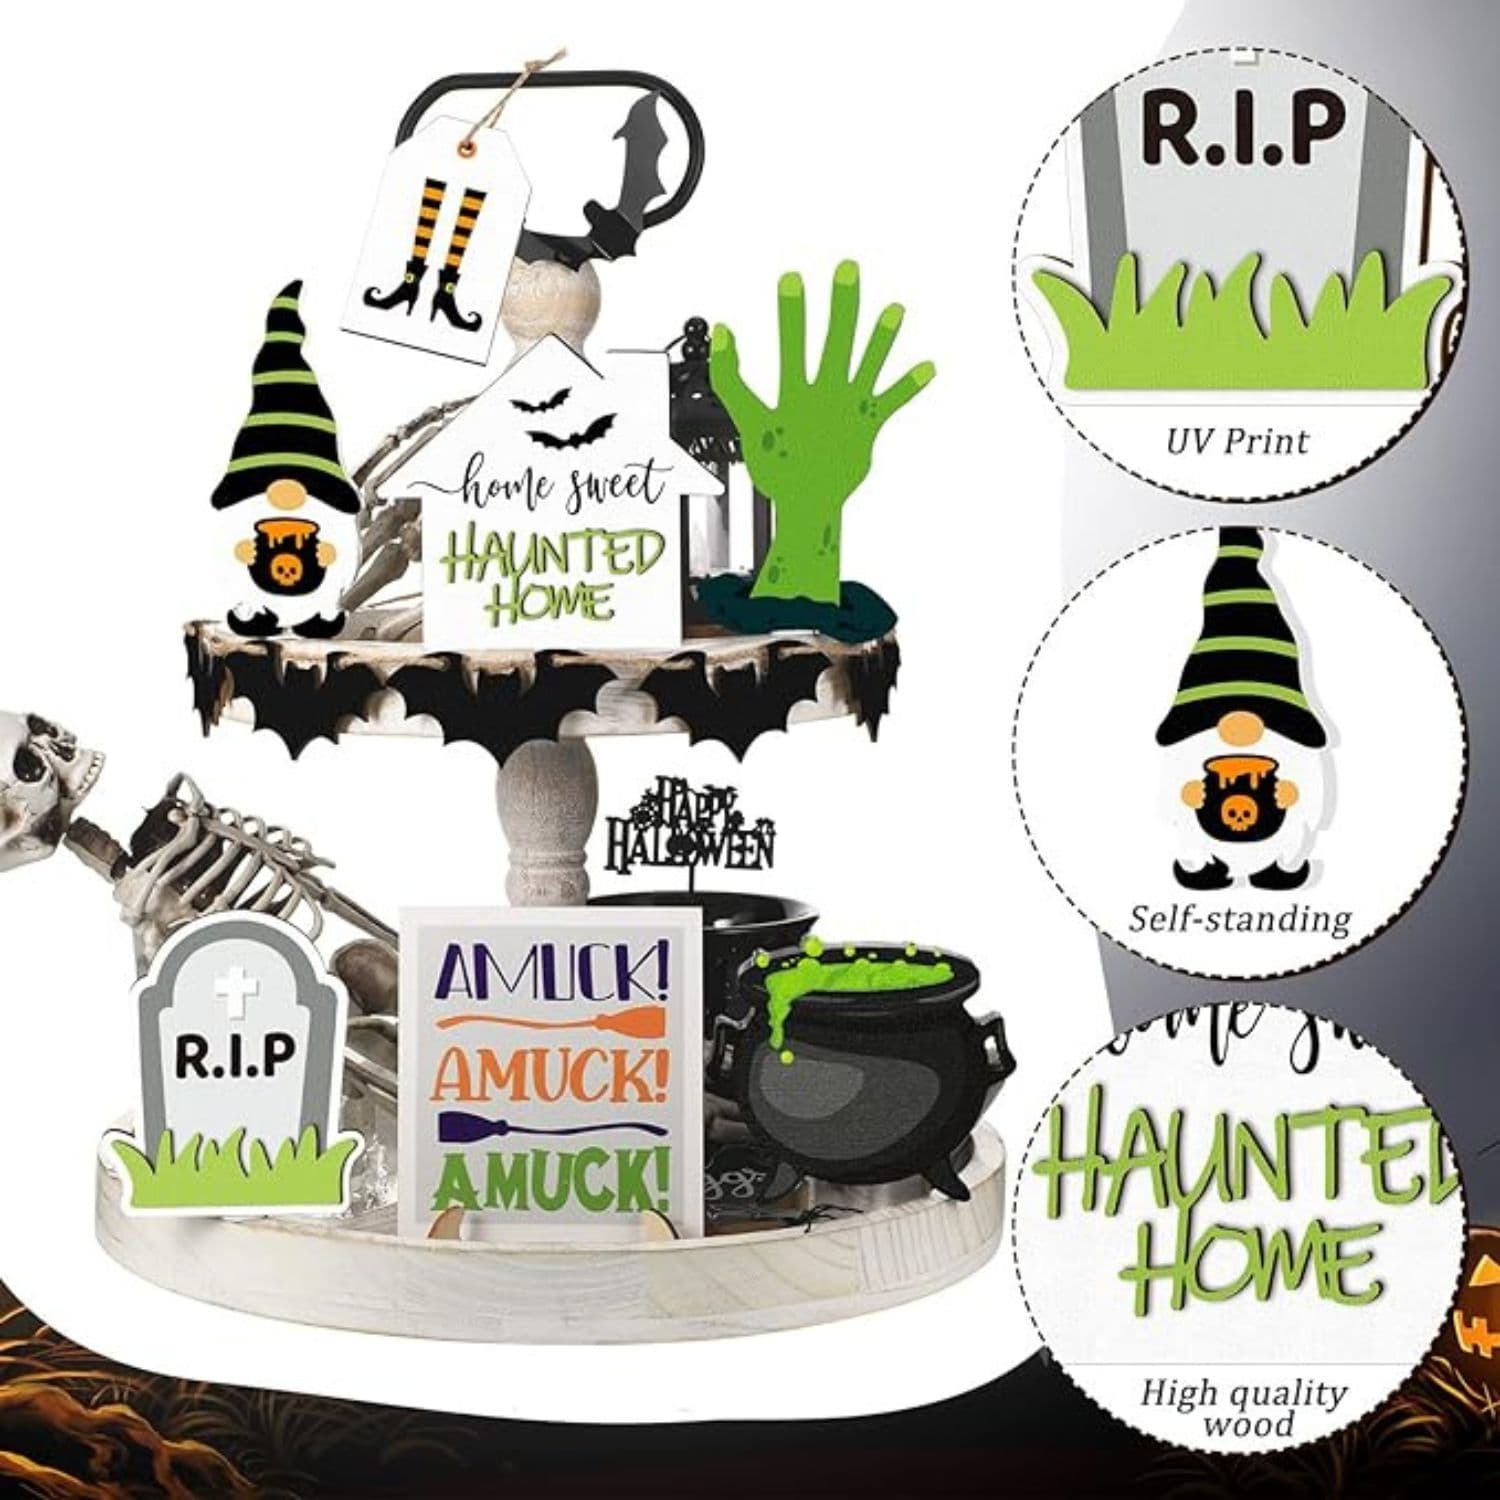 home sweet
HAUNTED
HOME
HAPPY
HALLOWEEN
R.I.P
AMUCK!
AMUCK!
AMUCK!
R.I.P
UV Print
Self-standing
HAUNTED
HOME
High quality
wood